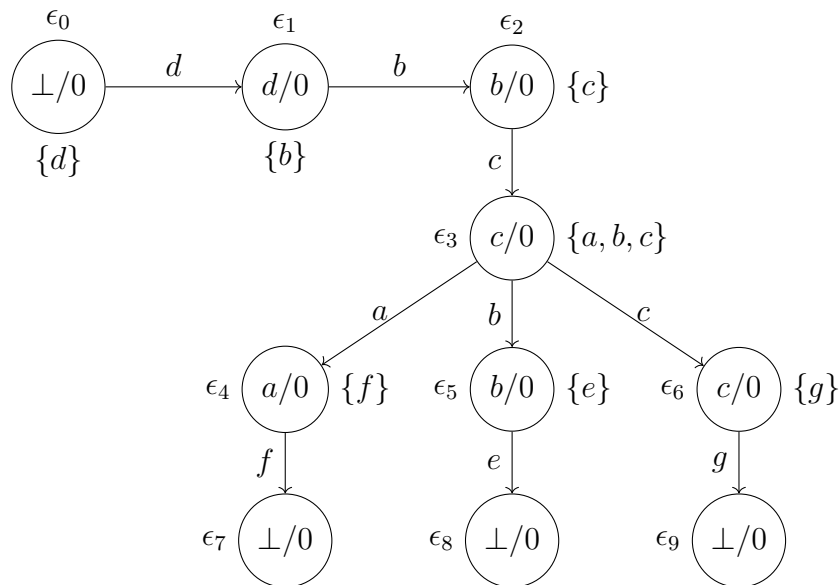 ϵ0 ϵ1 ϵ2
⊥/0 d d/0 b b/0 {c}
{d} {b}
c
ϵ3 c/0 {a, b, c}
a b c
ϵ4 a/0 {f} ϵ5 b/0 {e} ϵ6 c/0 {g}
f e g
ϵ7 ⊥/0 ϵ8 ⊥/0 ϵ9 ⊥/0